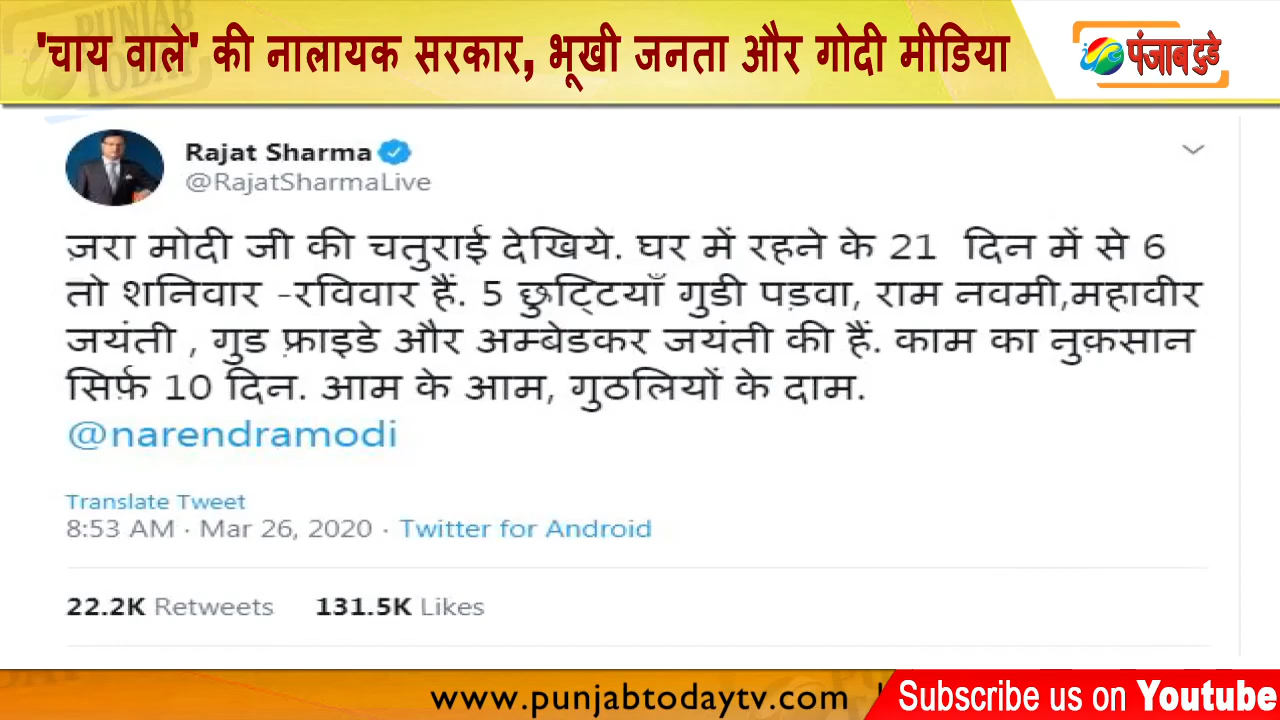 'चाय वाले' की नालायक सरकार, भूखी जनता और गोदी मीडिया
पंजाब टुडे
PUNJAB TODAY
Rajat Sharma
@RajatSharmaLive
ज़रा मोदी जी की चतुराई देखिये. घर में रहने के 21 दिन में से 6
तो शनिवार -रविवार हैं. 5 छुट्टियाँ गुडी पड़वा, राम नवमी,महावीर
जयंती , गुड फ़्राइडे और अम्बेडकर जयंती की हैं. काम का नुक़सान
सिर्फ़ 10 दिन. आम के आम, गुठलियों के दाम.
@narendramodi
Translate Tweet
8:53 AM · Mar 26, 2020 · Twitter for Android
22.2K Retweets 131.5K Likes
www.punjabtodaytv.com
Subscribe us on Youtube